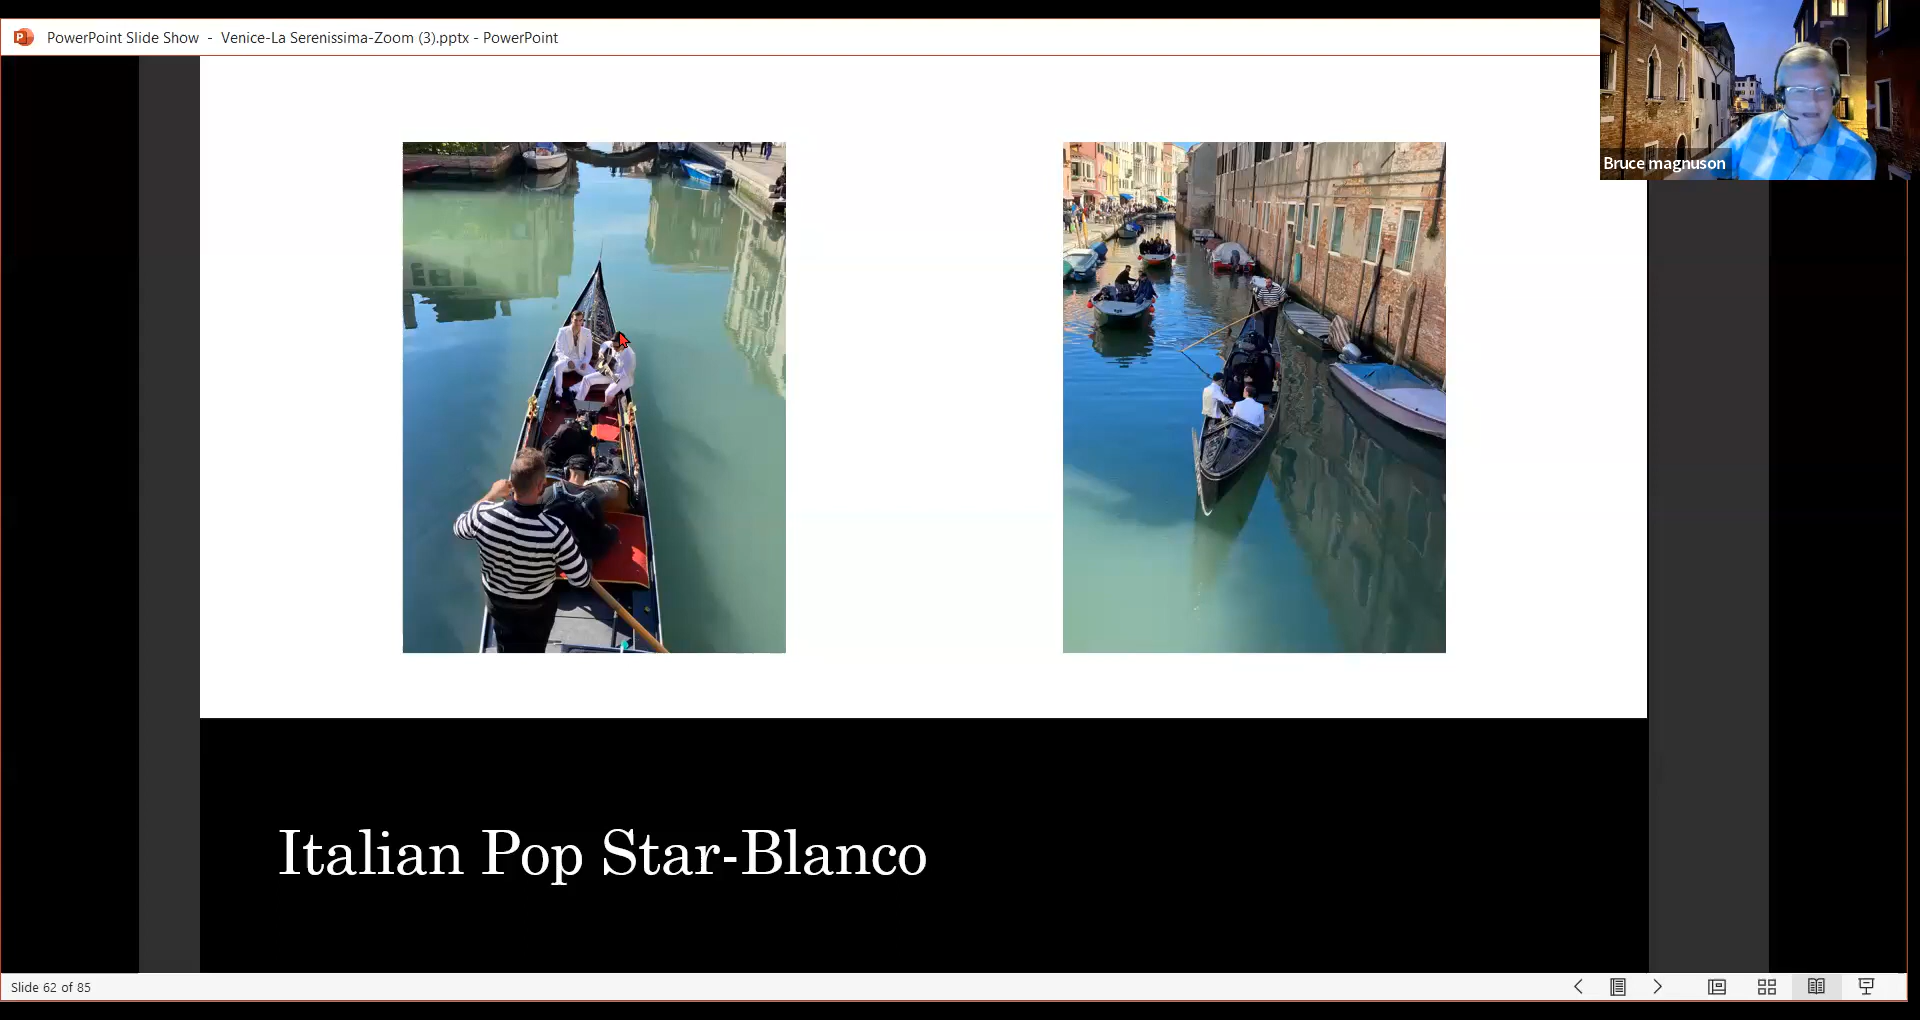 PowerPoint Slide Show - Venice-La Serenissima-Zoom (3).pptx - PowerPoint
Bruce magnuson
Italian Pop Star-Blanco
Slide 62 of 85